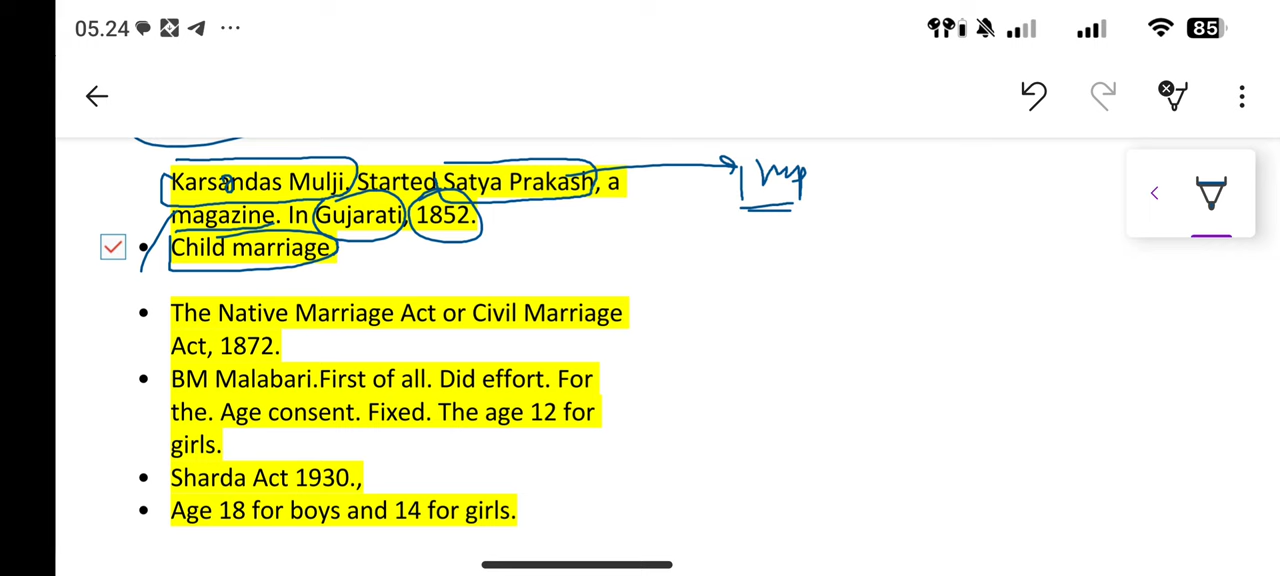 05.24 ... 85
Karsandas Mulji. Started Satya Prakash, a
Imp
magazine. In Gujarati, 1852.
• Child marriage.
• The Native Marriage Act or Civil Marriage
Act, 1872.
• BM Malabari.First of all. Did effort. For
the. Age consent. Fixed. The age 12 for
girls.
• Sharda Act 1930.,
• Age 18 for boys and 14 for girls.